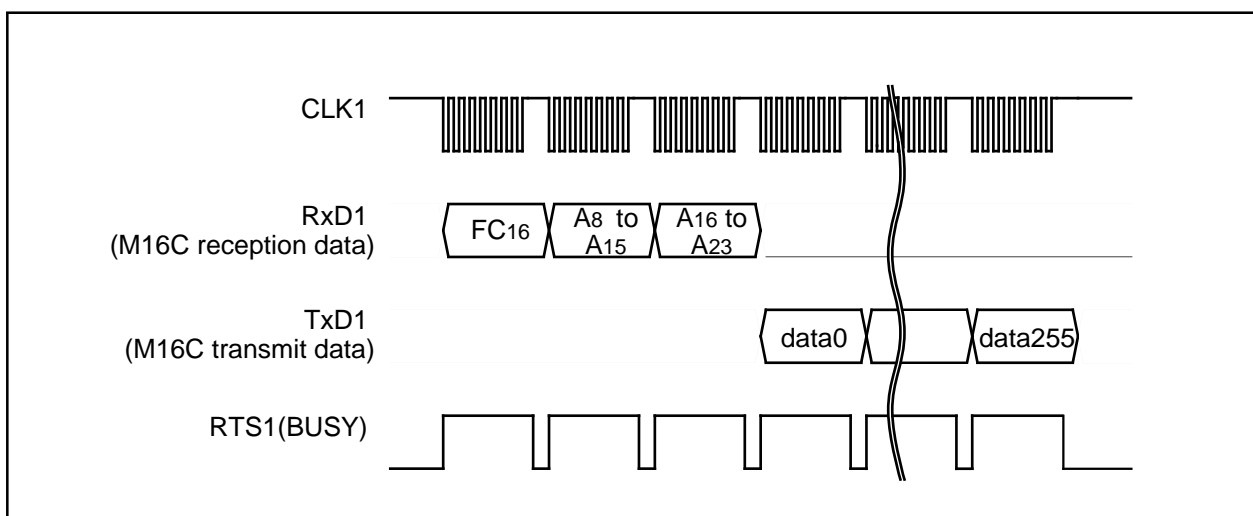 CLK1
RxD1
(M16C reception data)
FC16
A8 to
A15
A16 to
A23
TxD1
(M16C transmit data)
data0
data255
RTS1(BUSY)